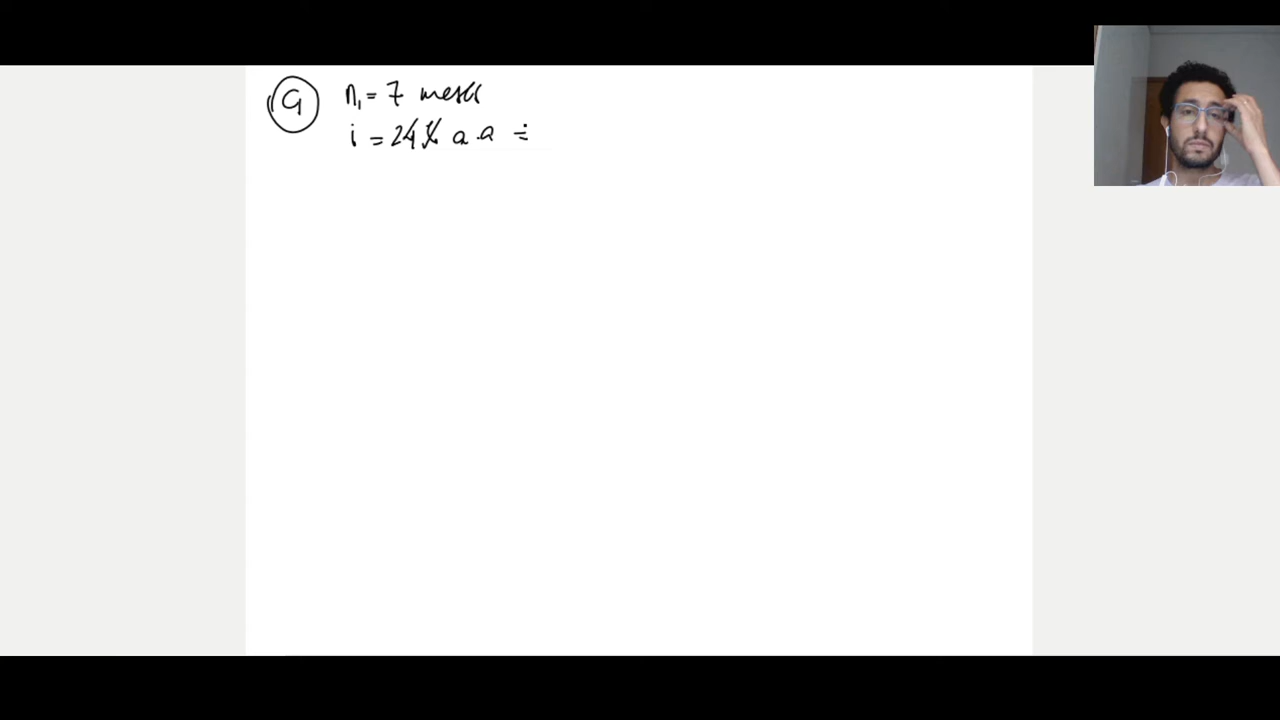 9
n₁ = 7 meses
i = 24% a.a ÷